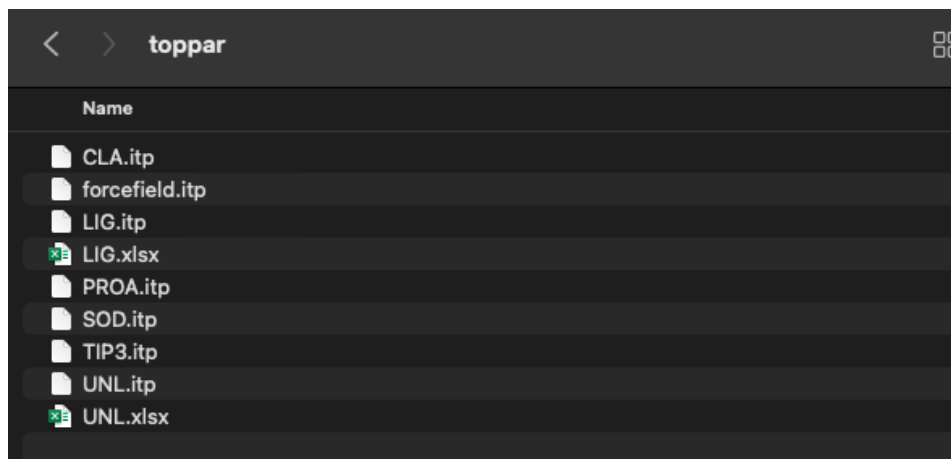 toppar
Name
CLA.itp
forcefield.itp
LIG.itp
LIG.xlsx
PROA.itp
SOD.itp
TIP3.itp
UNL.itp
UNL.xlsx